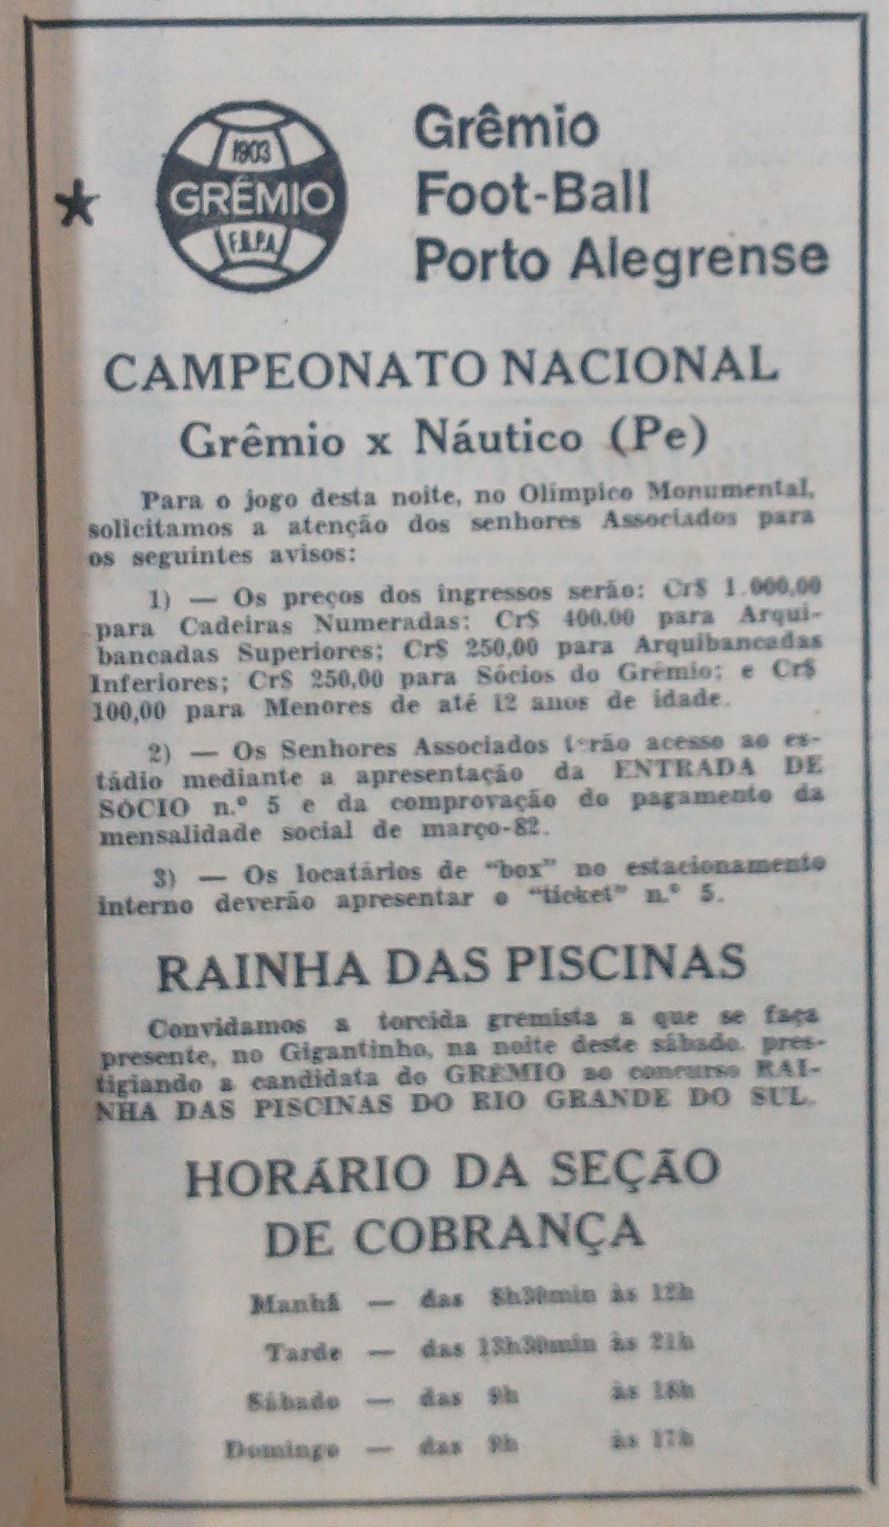 1903
GRÊMIO
F.B.P.A.
Grêmio
Foot-Ball
Porto Alegrense
CAMPEONATO NACIONAL
Grêmio x Náutico (Pe)
Para o jogo desta noite, no Olímpico Monumental,
solicitamos a atenção dos senhores Associados para
os seguintes avisos:
1) — Os preços dos ingressos serão: Cr$ 1.000,00
para Cadeiras Numeradas; Cr$ 400,00 para Arqui-
bancadas Superiores; Cr$ 250,00 para Arquibancadas
Inferiores; Cr$ 250,00 para Sócios do Grêmio; e Cr$
100,00 para Menores de até 12 anos de idade.
2) — Os Senhores Associados terão acesso ao es-
tádio mediante a apresentação da ENTRADA DE
SÓCIO n.º 5 e da comprovação do pagamento da
mensalidade social de março-82.
3) — Os locatários de "box" no estacionamento
interno deverão apresentar o "ticket" n.º 5.
RAINHA DAS PISCINAS
Convidamos a torcida gremista a que se faça
presente, no Gigantinho, na noite deste sábado, pres-
tigiando a candidata do GRÊMIO ao concurso RAI-
NHA DAS PISCINAS DO RIO GRANDE DO SUL.
HORÁRIO DA SEÇÃO
DE COBRANÇA
Manhã — das 8h30min às 12h
Tarde — das 13h30min às 21h
Sábado — das 9h às 18h
Domingo — das 9h às 17h